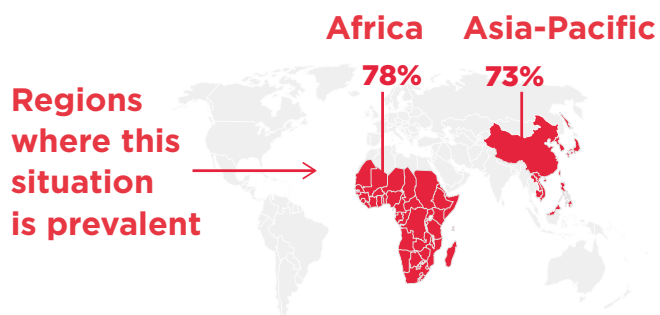 Africa
Asia-Pacific
78%
73%
Regions
where this
situation
is prevalent